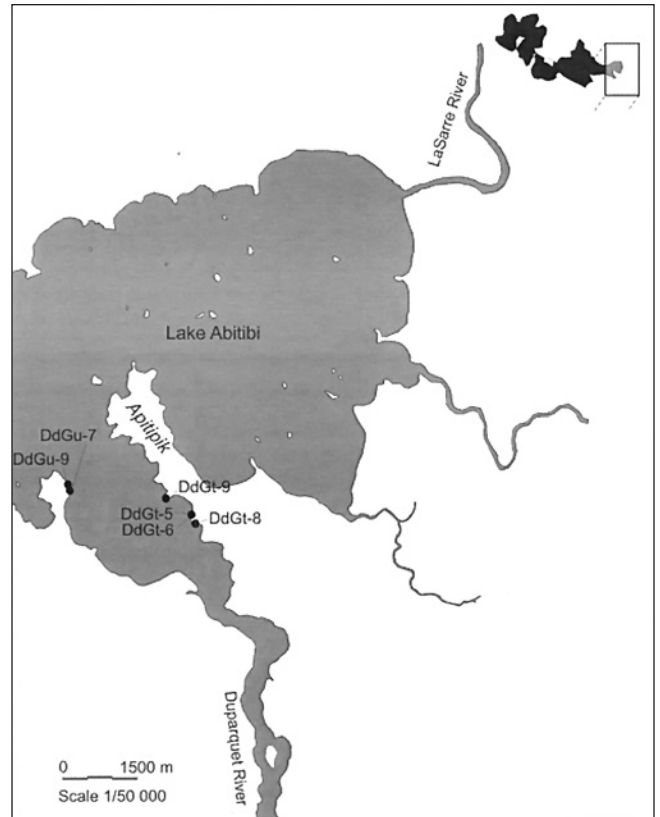 LaSarre River
Lake Abitibi
Apitipik
DdGu-7
DdGu-9
DdGt-9
DdGt-5
DdGt-8
DdGt-6
Duparquet River
0 1500 m
Scale 1/50 000